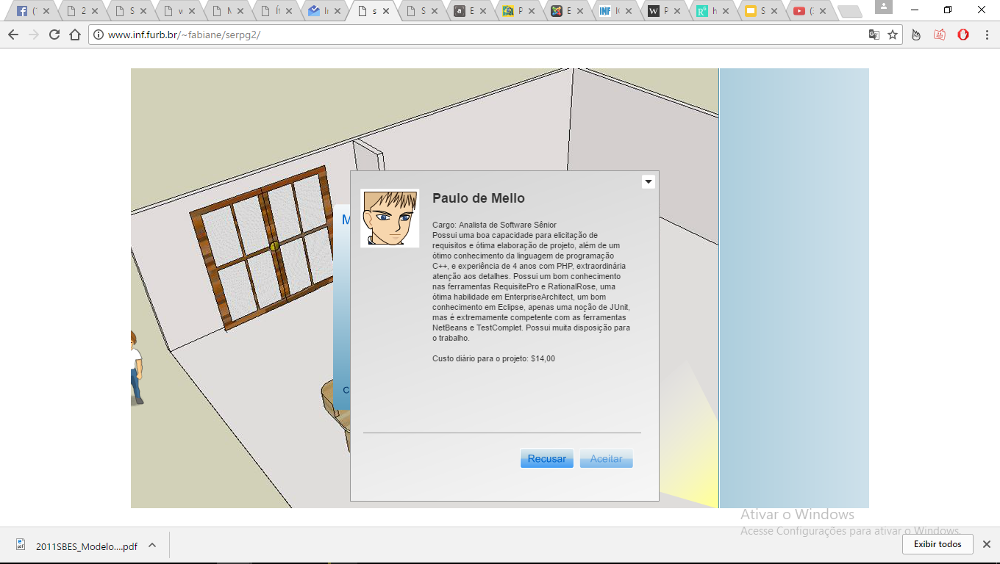 2
S
w
N
Ít
In
s
S
E
P
E
INF
I
P
h
S
www.inf.furb.br/~fabiane/serpg2/
M
C
Paulo de Mello
Cargo: Analista de Software Sênior
Possui uma boa capacidade para elicitação de
requisitos e ótima elaboração de projeto, além de um
ótimo conhecimento da linguagem de programação
C++, e experiência de 4 anos com PHP, extraordinária
atenção aos detalhes. Possui um bom conhecimento
nas ferramentas RequisitePro e RationalRose, uma
ótima habilidade em EnterpriseArchitect, um bom
conhecimento em Eclipse, apenas uma noção de JUnit,
mas é extremamente competente com as ferramentas
NetBeans e TestComplet. Possui muita disposição para
o trabalho.
Custo diário para o projeto: $14,00
Recusar Aceitar
Ativar o Windows
Acesse Configurações para ativar o Windows.
2011SBES_Modelo....pdf
Exibir todos